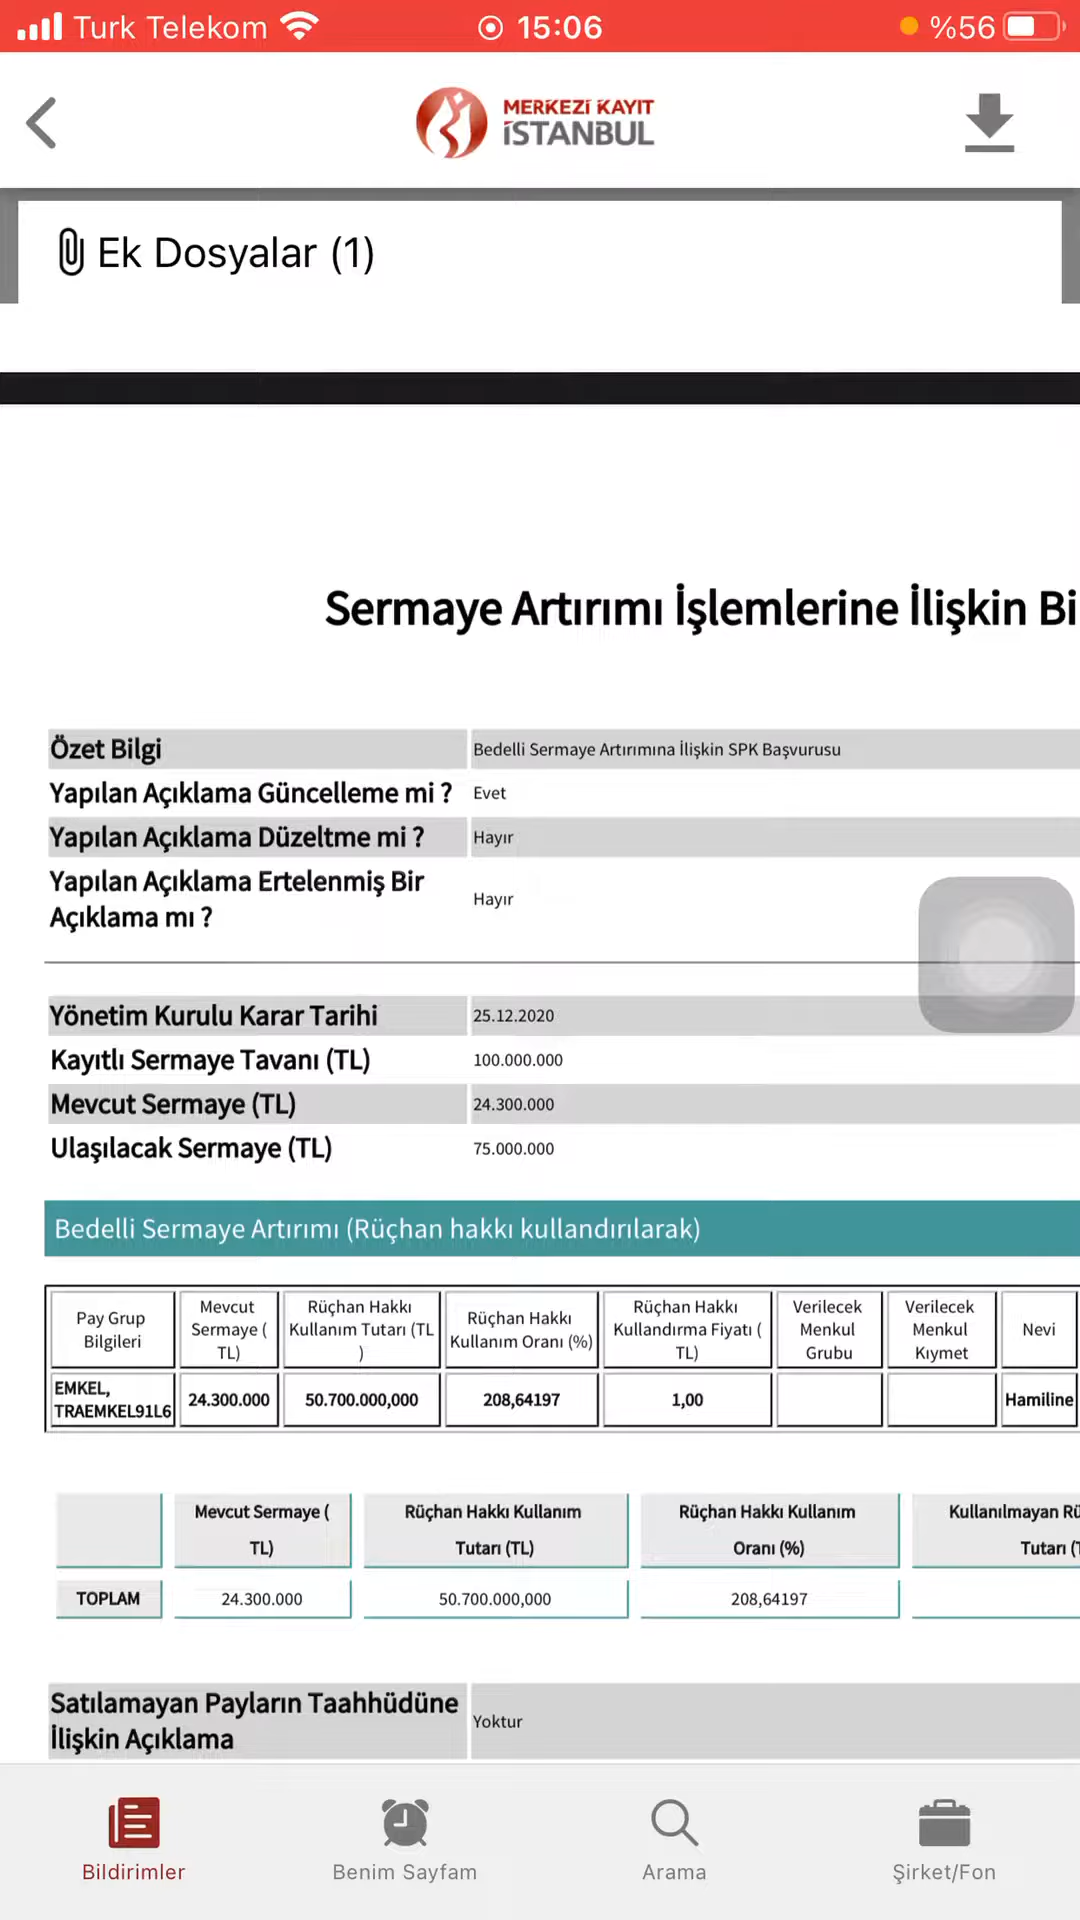 Turk Telekom 15:06 %56
MERKEZİ KAYIT
İSTANBUL
Ek Dosyalar (1)
Sermaye Artırımı İşlemlerine İlişkin Bi
Özet Bilgi Bedelli Sermaye Artırımına İlişkin SPK Başvurusu
Yapılan Açıklama Güncelleme mi ? Evet
Yapılan Açıklama Düzeltme mi ? Hayır
Yapılan Açıklama Ertelenmiş Bir
Açıklama mı ?
Hayır
Yönetim Kurulu Karar Tarihi 25.12.2020
Kayıtlı Sermaye Tavanı (TL) 100.000.000
Mevcut Sermaye (TL) 24.300.000
Ulaşılacak Sermaye (TL) 75.000.000
Bedelli Sermaye Artırımı (Rüçhan hakkı kullandırılarak)
Pay Grup
Bilgileri
Mevcut
Sermaye (
TL)
Rüçhan Hakkı
Kullanım Tutarı (TL
)
Rüçhan Hakkı
Kullanım Oranı (%)
Rüçhan Hakkı
Kullandırma Fiyatı (
TL)
Verilecek
Menkul
Grubu
Verilecek
Menkul
Kıymet
Nevi
EMKEL,
TRAEMKEL91L6
24.300.000 50.700.000,000 208,64197 1,00 Hamiline
Mevcut Sermaye (
TL)
Rüçhan Hakkı Kullanım
Tutarı (TL)
Rüçhan Hakkı Kullanım
Oranı (%)
Kullanılmayan Rü
Tutarı (T
TOPLAM 24.300.000 50.700.000,000 208,64197
Satılamayan Payların Taahhüdüne
İlişkin Açıklama
Yoktur
Bildirimler Benim Sayfam Arama Şirket/Fon